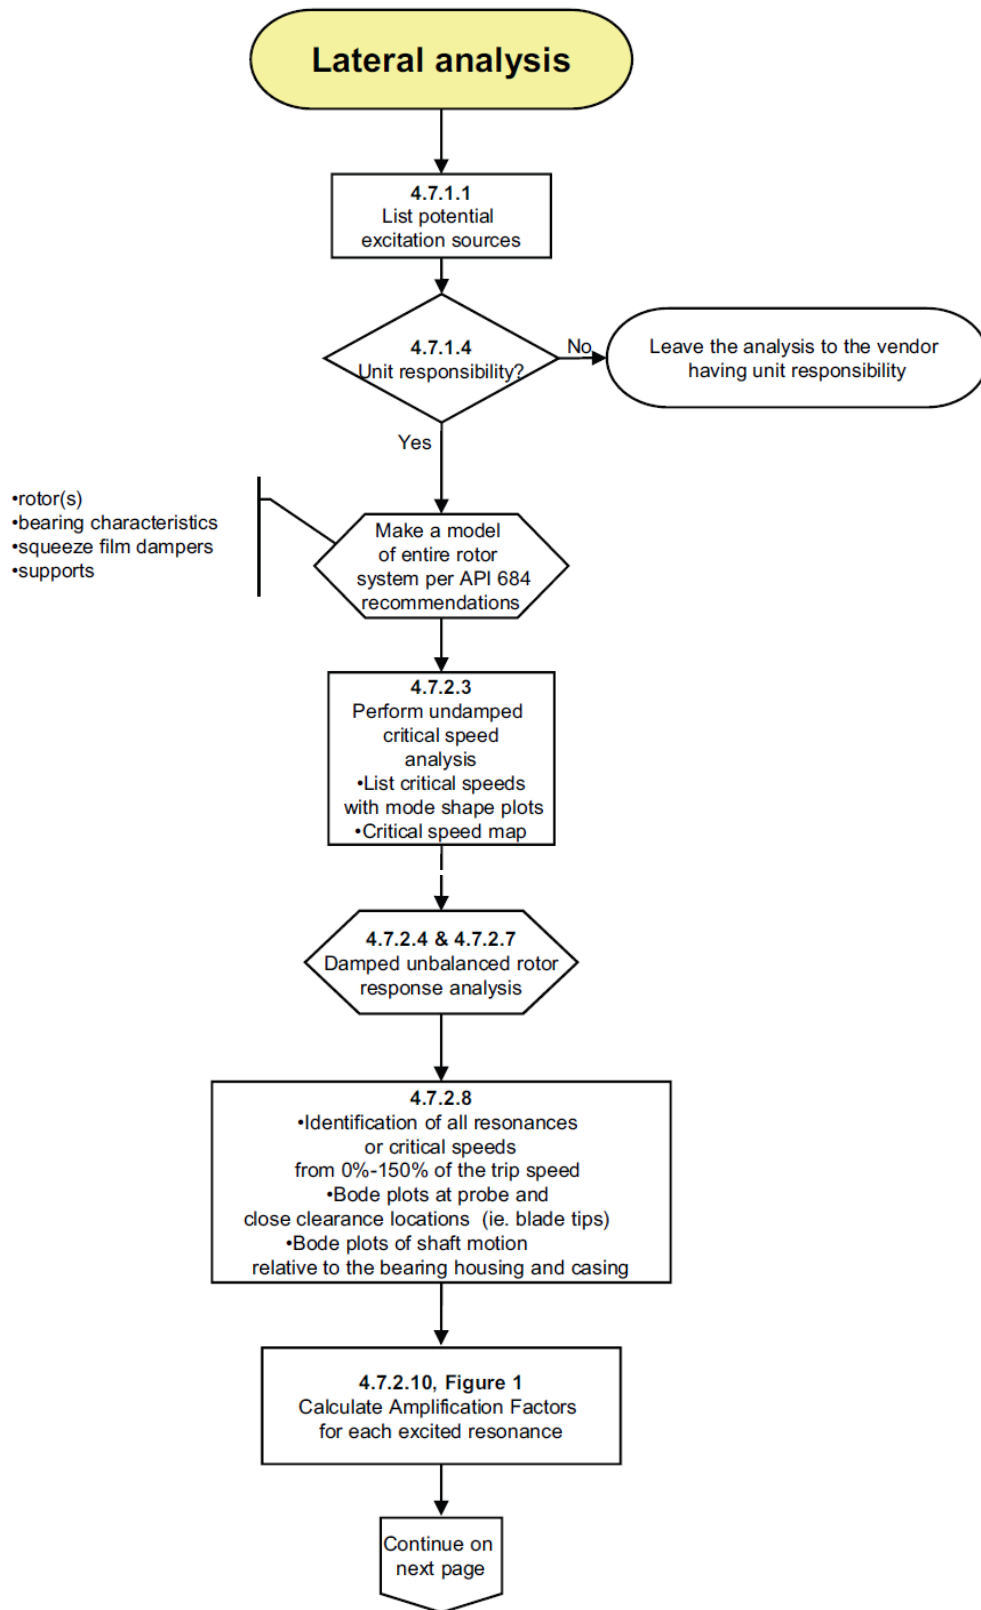 Lateral analysis
4.7.1.1
List potential
excitation sources
4.7.1.4
Unit responsibility?
No
Leave the analysis to the vendor
having unit responsibility
Yes
•rotor(s)
•bearing characteristics
•squeeze film dampers
•supports
Make a model
of entire rotor
system per API 684
recommendations
4.7.2.3
Perform undamped
critical speed
analysis
•List critical speeds
with mode shape plots
•Critical speed map
4.7.2.4 & 4.7.2.7
Damped unbalanced rotor
response analysis
4.7.2.8
•Identification of all resonances
or critical speeds
from 0%-150% of the trip speed
•Bode plots at probe and
close clearance locations (ie. blade tips)
•Bode plots of shaft motion
relative to the bearing housing and casing
4.7.2.10, Figure 1
Calculate Amplification Factors
for each excited resonance
Continue on
next page